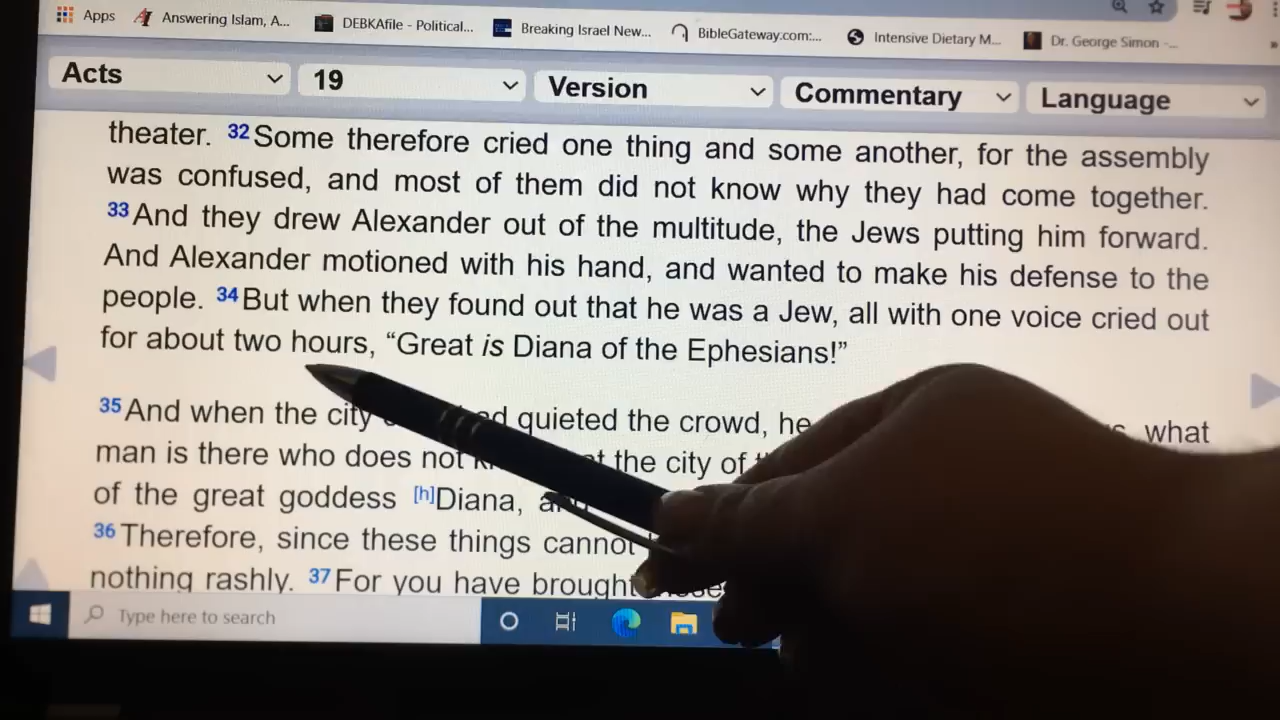 Apps Answering Islam, A... DEBKAfile - Political... Breaking Israel New... BibleGateway.com:... Intensive Dietary M... Dr. George Simon -...
Acts 19 Version Commentary Language
theater. 32 Some therefore cried one thing and some another, for the assembly
was confused, and most of them did not know why they had come together.
33 And they drew Alexander out of the multitude, the Jews putting him forward.
And Alexander motioned with his hand, and wanted to make his defense to the
people. 34 But when they found out that he was a Jew, all with one voice cried out
for about two hours, “Great is Diana of the Ephesians!”
35 And when the city quieted the crowd, he what
man is there who does not the city of
of the great goddess [h]Diana,
36 Therefore, since these things cannot
nothing rashly. 37 For you have brought
Type here to search